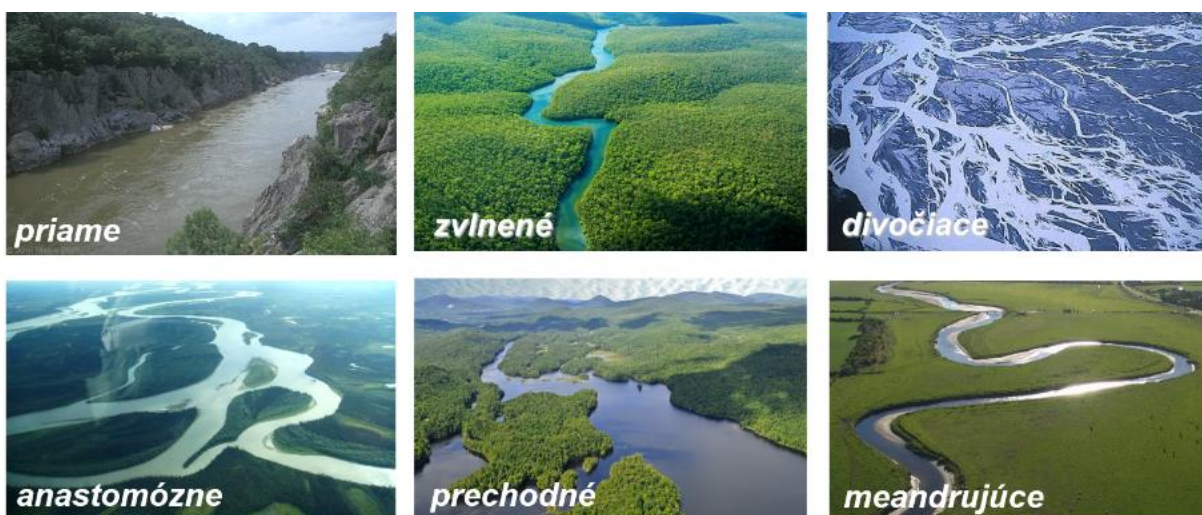 priame
zvlnené
divočiace
anastomózne
prechodné
meandrujúce